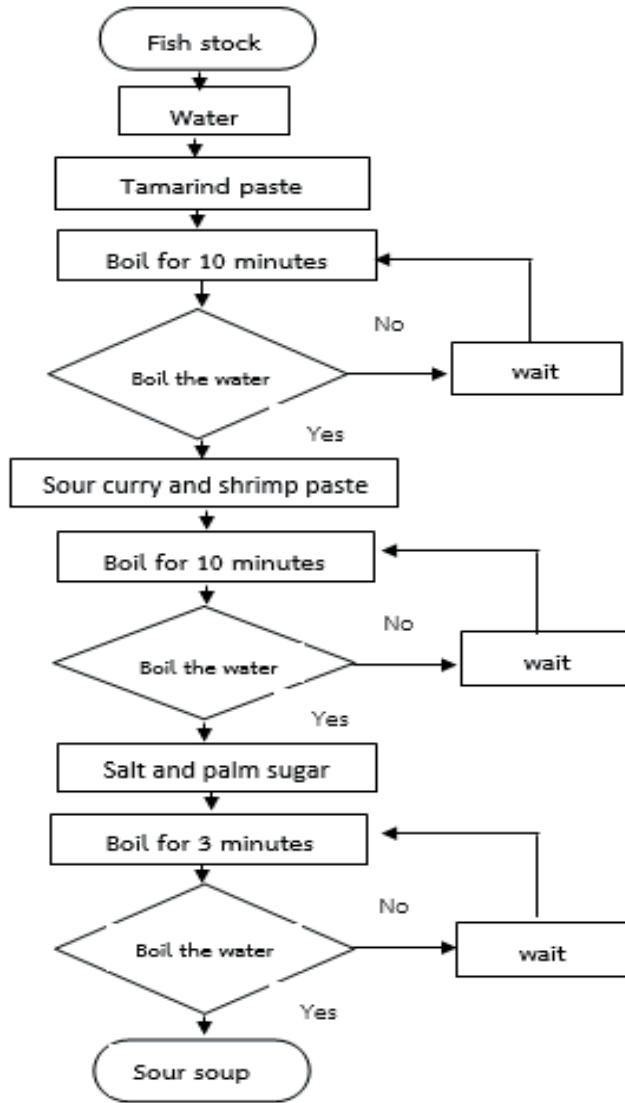 Fish stock
Water
Tamarind paste
Boil for 10 minutes
No
Boil the water
wait
Yes
Sour curry and shrimp paste
Boil for 10 minutes
No
Boil the water
wait
Yes
Salt and palm sugar
Boil for 3 minutes
No
Boil the water
wait
Yes
Sour soup